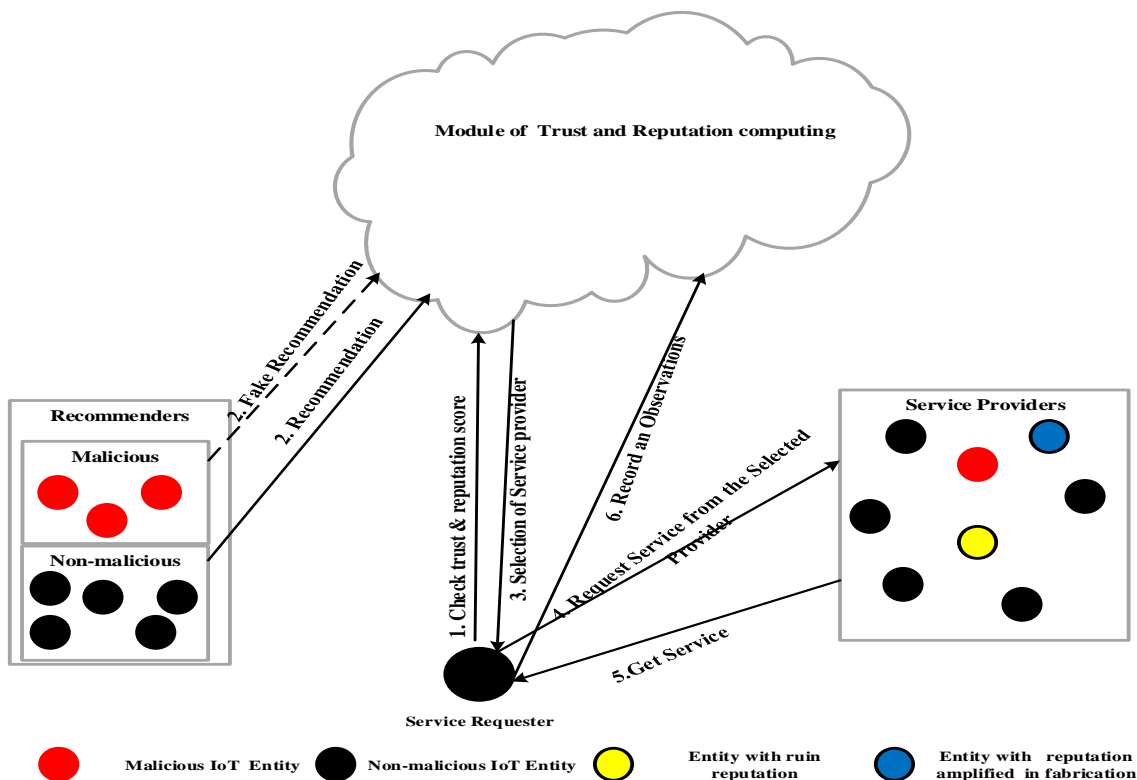 Module of Trust and Reputation computing
2. Fake Recommendation
2. Recommendation
1. Check trust & reputation score
3. Selection of Service provider
6. Record an Observations
4. Request Service from the Selected
Provider
5.Get Service
Recommenders
Malicious
Non-malicious
Service Providers
Service Requester
Malicious IoT Entity
Non-malicious IoT Entity
Entity with ruin
reputation
Entity with reputation
amplified in fabrication